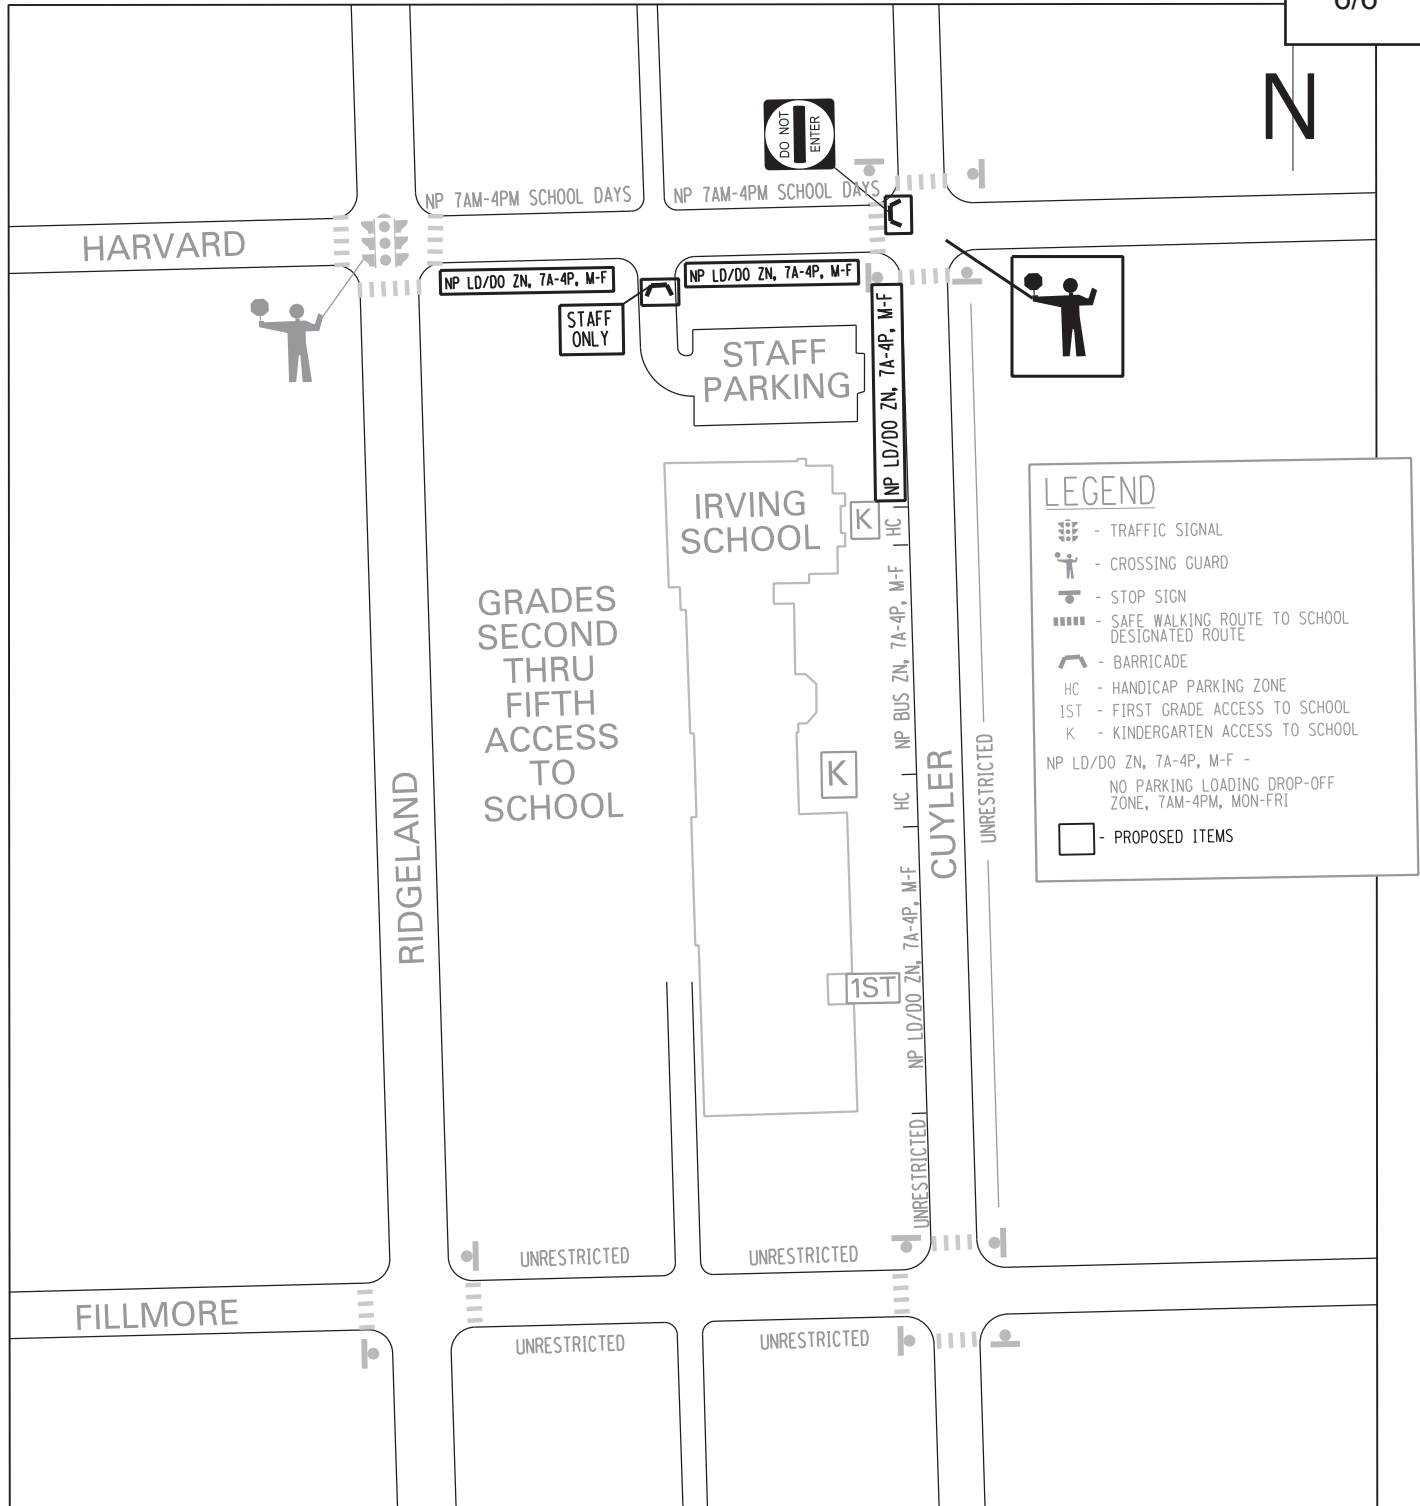 6/6
N
DO NOT
ENTER
NP 7AM-4PM SCHOOL DAYS
NP 7AM-4PM SCHOOL DAYS
HARVARD
NP LD/DO ZN, 7A-4P, M-F
NP LD/DO ZN, 7A-4P, M-F
STAFF
ONLY
NP LD/DO ZN, 7A-4P, M-F
STAFF
PARKING
IRVING
SCHOOL
K
HC
GRADES
SECOND
THRU
FIFTH
ACCESS
TO
SCHOOL
NP BUS ZN, 7A-4P, M-F
K
HC
RIDGELAND
CUYLER
UNRESTRICTED
NP LD/DO ZN, 7A-4P, M-F
1ST
UNRESTRICTED
LEGEND
- TRAFFIC SIGNAL
- CROSSING GUARD
- STOP SIGN
- SAFE WALKING ROUTE TO SCHOOL
DESIGNATED ROUTE
- BARRICADE
HC - HANDICAP PARKING ZONE
1ST - FIRST GRADE ACCESS TO SCHOOL
K - KINDERGARTEN ACCESS TO SCHOOL
NP LD/DO ZN, 7A-4P, M-F -
NO PARKING LOADING DROP-OFF
ZONE, 7AM-4PM, MON-FRI
- PROPOSED ITEMS
UNRESTRICTED
UNRESTRICTED
FILLMORE
UNRESTRICTED
UNRESTRICTED